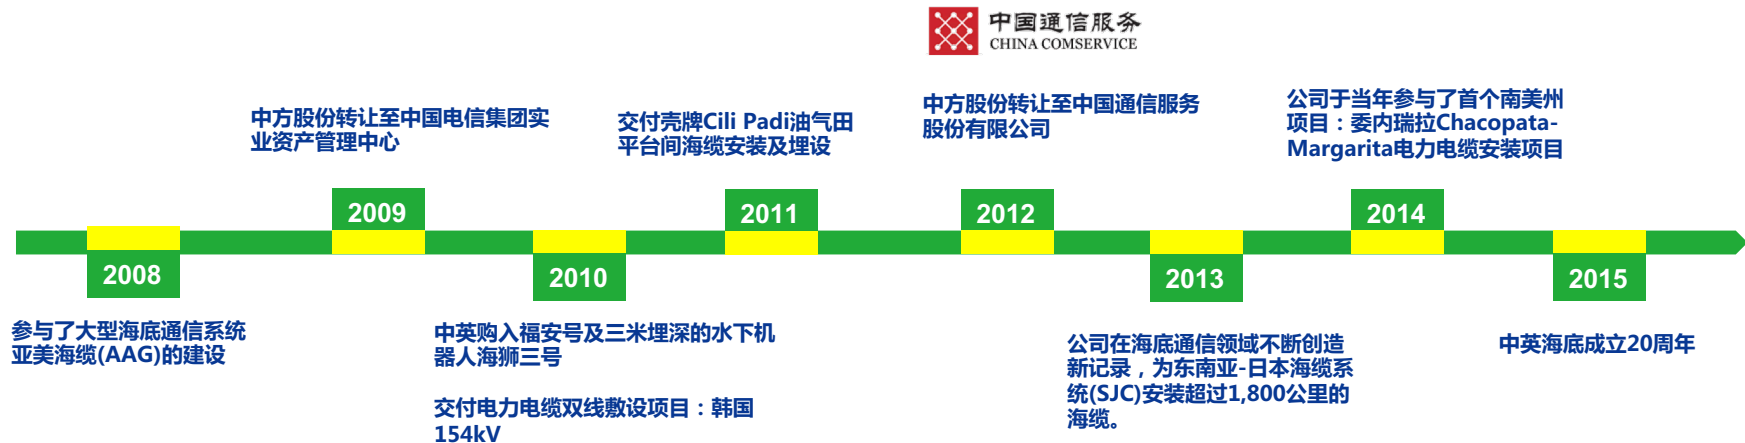 中国通信服务
CHINA COMSERVICE
中方股份转让至中国电信集团实
业资产管理中心
交付壳牌Cili Padi油气田
平台间海缆安装及埋设
中方股份转让至中国通信服务
股份有限公司
公司于当年参与了首个南美州
项目：委内瑞拉Chacopata-
Margarita电力电缆安装项目
2009
2011
2012
2014
2008
2010
2013
2015
参与了大型海底通信系统
亚美海缆(AAG)的建设
中英购入福安号及三米埋深的水下机
器人海狮三号
交付电力电缆双线敷设项目：韩国
154kV
公司在海底通信领域不断创造
新记录，为东南亚-日本海缆系
统(SJC)安装超过1,800公里的
海缆。
中英海底成立20周年